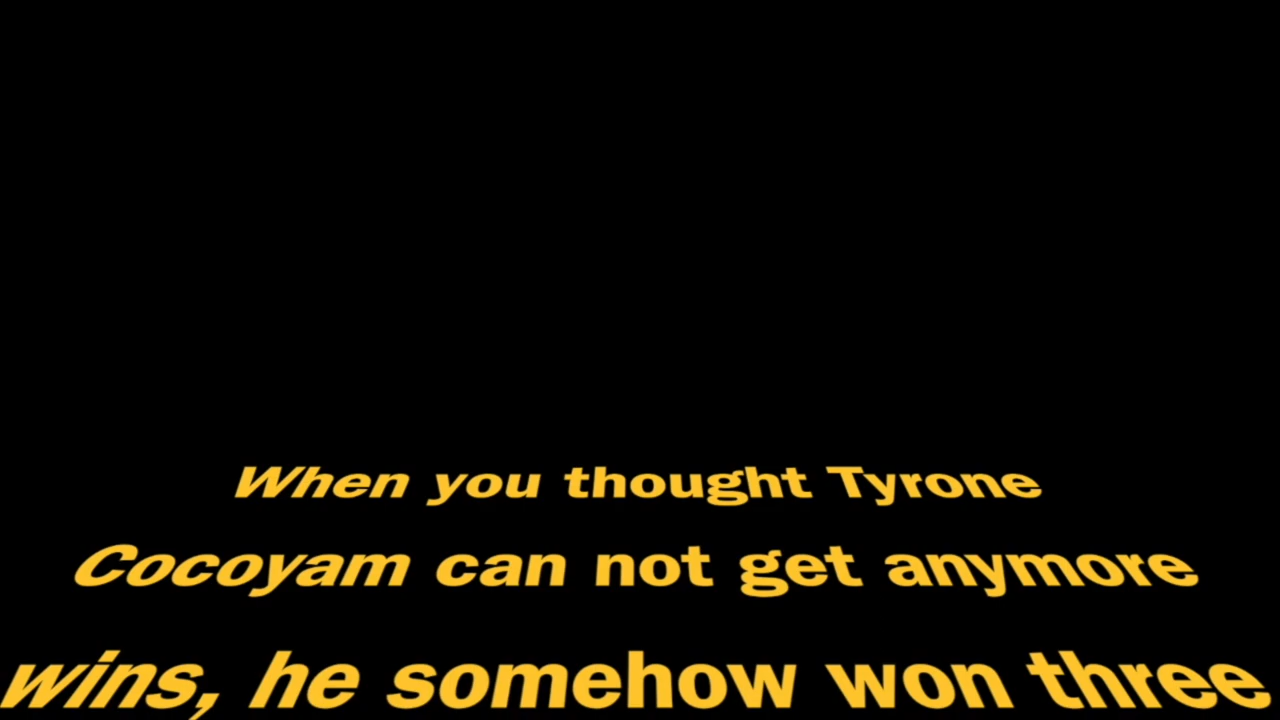 When you thought Tyrone
Cocoyam can not get anymore
wins, he somehow won three